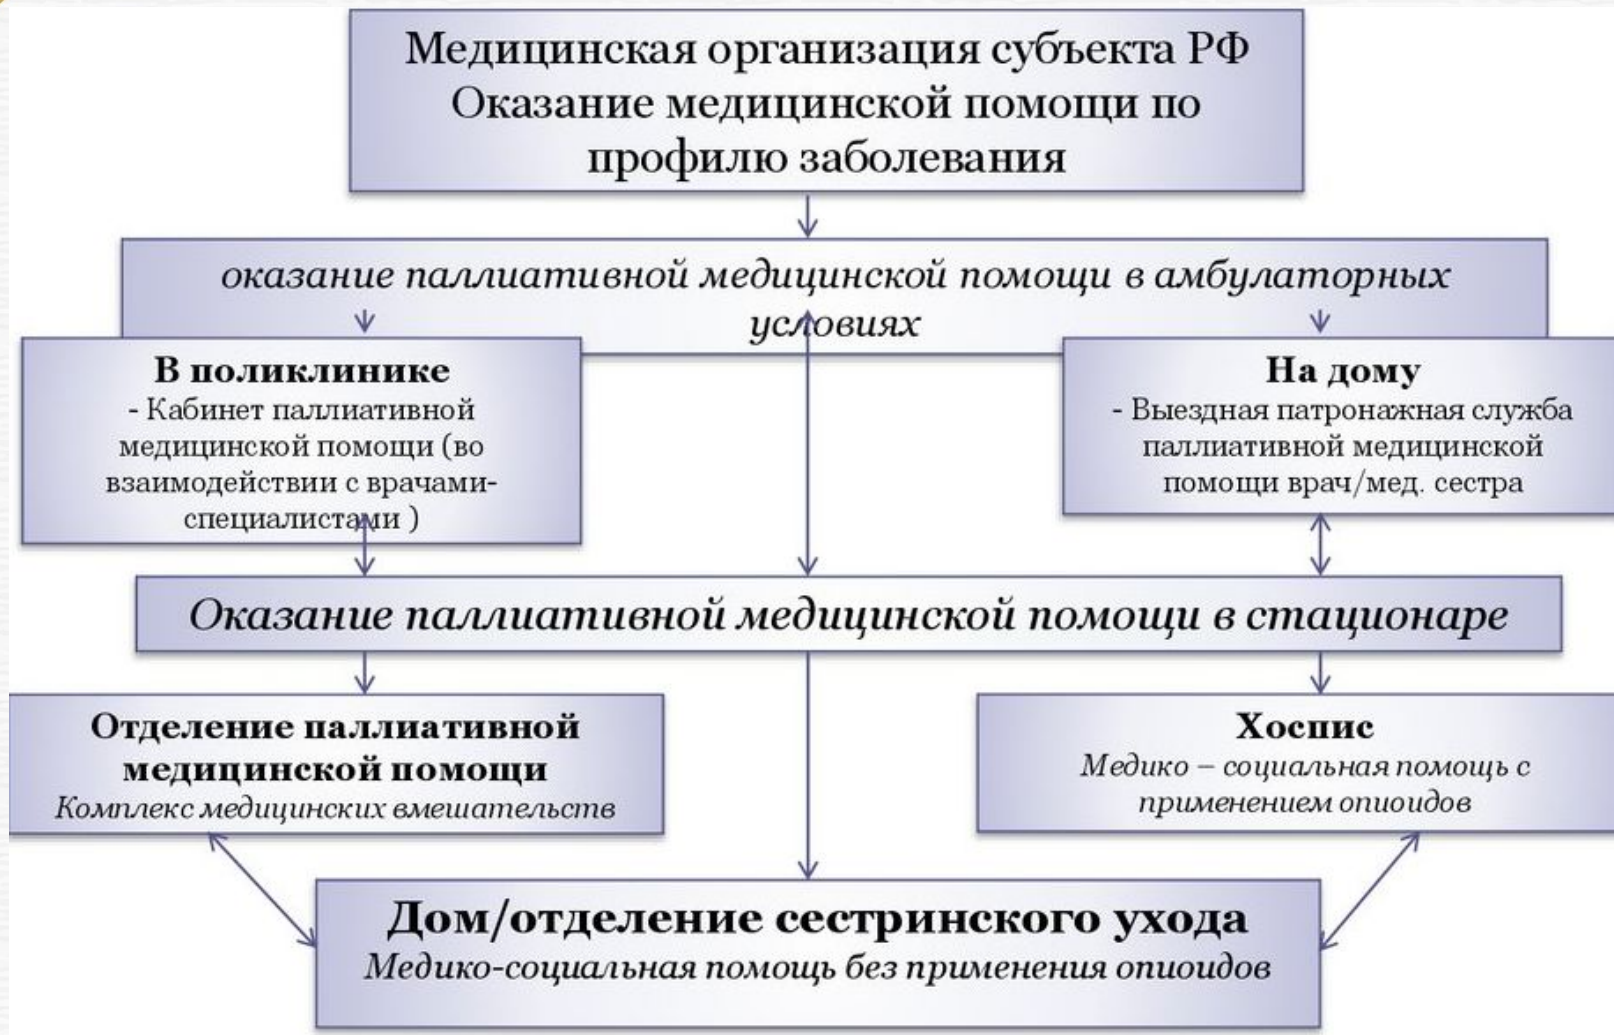 Медицинская организация субъекта РФ
Оказание медицинской помощи по
профилю заболевания
оказание паллиативной медицинской помощи в амбулаторных
условиях
В поликлинике
- Кабинет паллиативной
медицинской помощи (во
взаимодействии с врачами-
специалистами )
На дому
- Выездная патронажная служба
паллиативной медицинской
помощи врач/мед. сестра
Оказание паллиативной медицинской помощи в стационаре
Отделение паллиативной
медицинской помощи
Комплекс медицинских вмешательств
Хоспис
Медико – социальная помощь с
применением опиоидов
Дом/отделение сестринского ухода
Медико-социальная помощь без применения опиоидов